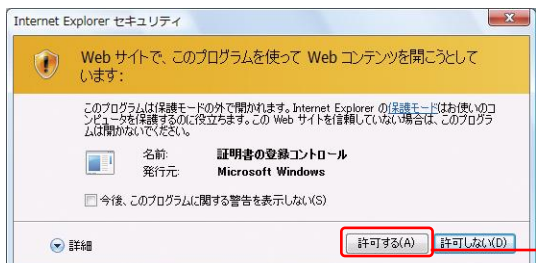 Internet Explorer セキュリティ
Web サイトで、このプログラムを使って Web コンテンツを開こうとして
います:
このプログラムは保護モードの外で開かれます。Internet Explorer の保護モードはお使いのコ
ンピュータを保護するのに役立ちます。この Web サイトを信頼していない場合は、このプログラ
ムは開かないでください。
名前: 証明書の登録コントロール
発行元: Microsoft Windows
今後、このプログラムに関する警告を表示しない(S)
詳細 許可する(A) 許可しない(D)